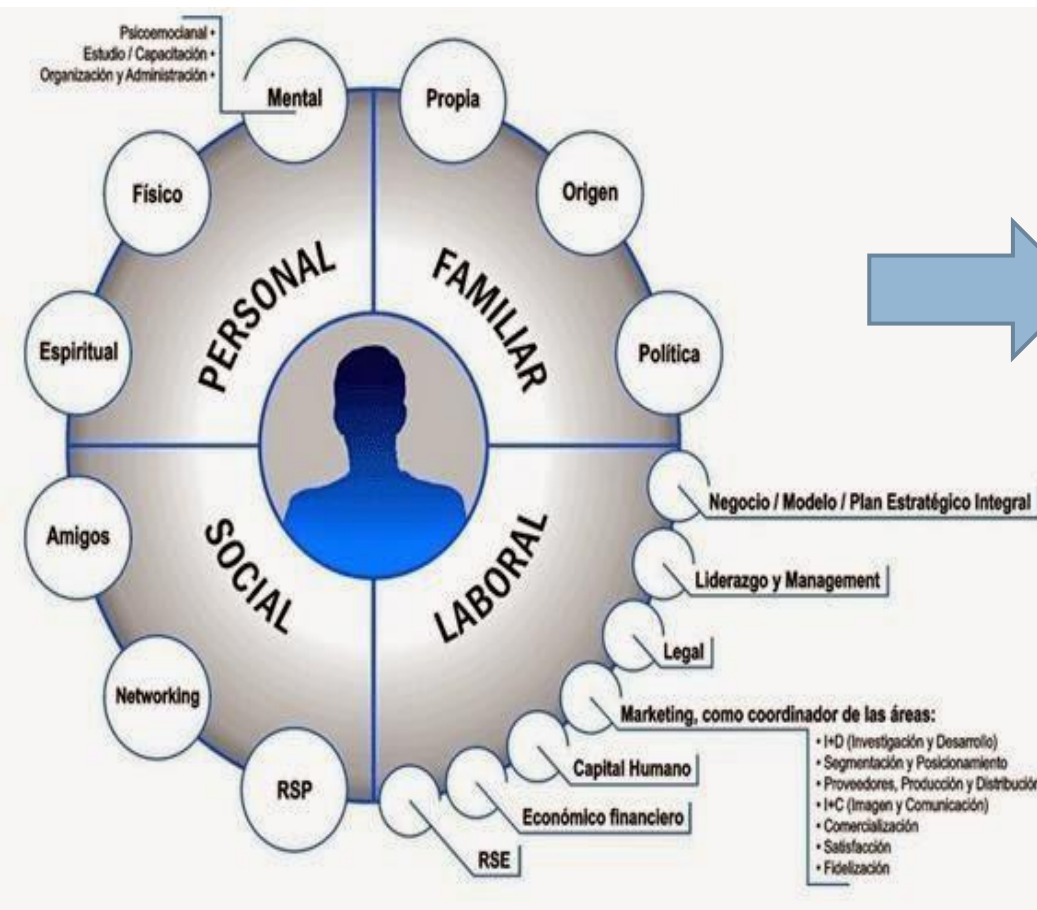 Psicoemocianal •
Estudio / Capacitación •
Organización y Administración •
Mental
Propia
Físico
Origen
Espiritual
Política
PERSONAL
FAMILIAR
SOCIAL
LABORAL
Amigos
Networking
RSP
Negocio / Modelo / Plan Estratégico Integral
Liderazgo y Management
Legal
Marketing, como coordinador de las áreas:
• I+D (Investigación y Desarrollo)
• Segmentación y Posicionamiento
• Proveedores, Producción y Distribución
• I+C (Imagen y Comunicación)
• Comercialización
• Satisfacción
• Fidelización
Capital Humano
Económico financiero
RSE